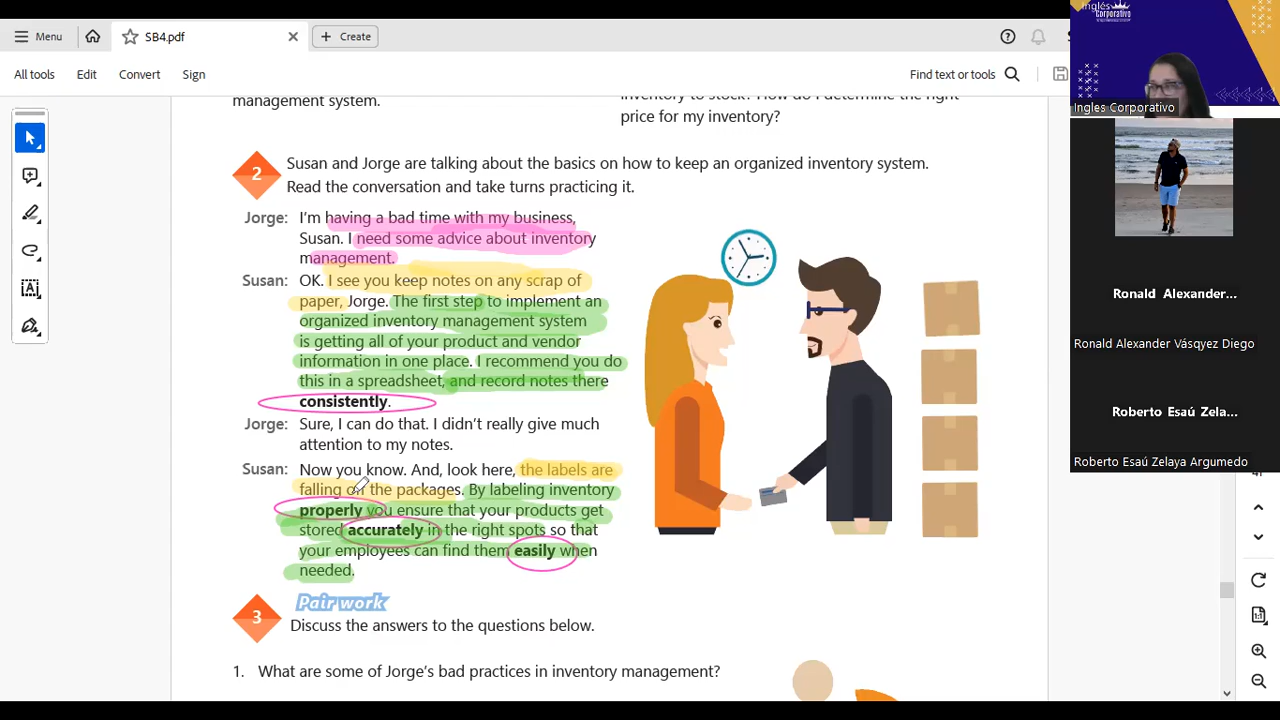 Menu
SB4.pdf
Create
All tools
Edit
Convert
Sign
Find text or tools
management system.
inventory to stock? How do I determine the right
price for my inventory?
2
Susan and Jorge are talking about the basics on how to keep an organized inventory system.
Read the conversation and take turns practicing it.
Jorge: I'm having a bad time with my business,
Susan. I need some advice about inventory
management.
Susan: OK. I see you keep notes on any scrap of
paper, Jorge. The first step to implement an
organized inventory management system
is getting all of your product and vendor
information in one place. I recommend you do
this in a spreadsheet, and record notes there
consistently.
Jorge: Sure, I can do that. I didn't really give much
attention to my notes.
Susan: Now you know. And, look here, the labels are
falling off the packages. By labeling inventory
properly you ensure that your products get
stored accurately in the right spots so that
your employees can find them easily when
needed.
3
Pair work
Discuss the answers to the questions below.
1. What are some of Jorge's bad practices in inventory management?
Inglés
Corporativo
Ingles Corporativo
Ronald Alexander...
Ronald Alexander Vásqyez Diego
Roberto Esaú Zela...
Roberto Esaú Zelaya Argumedo